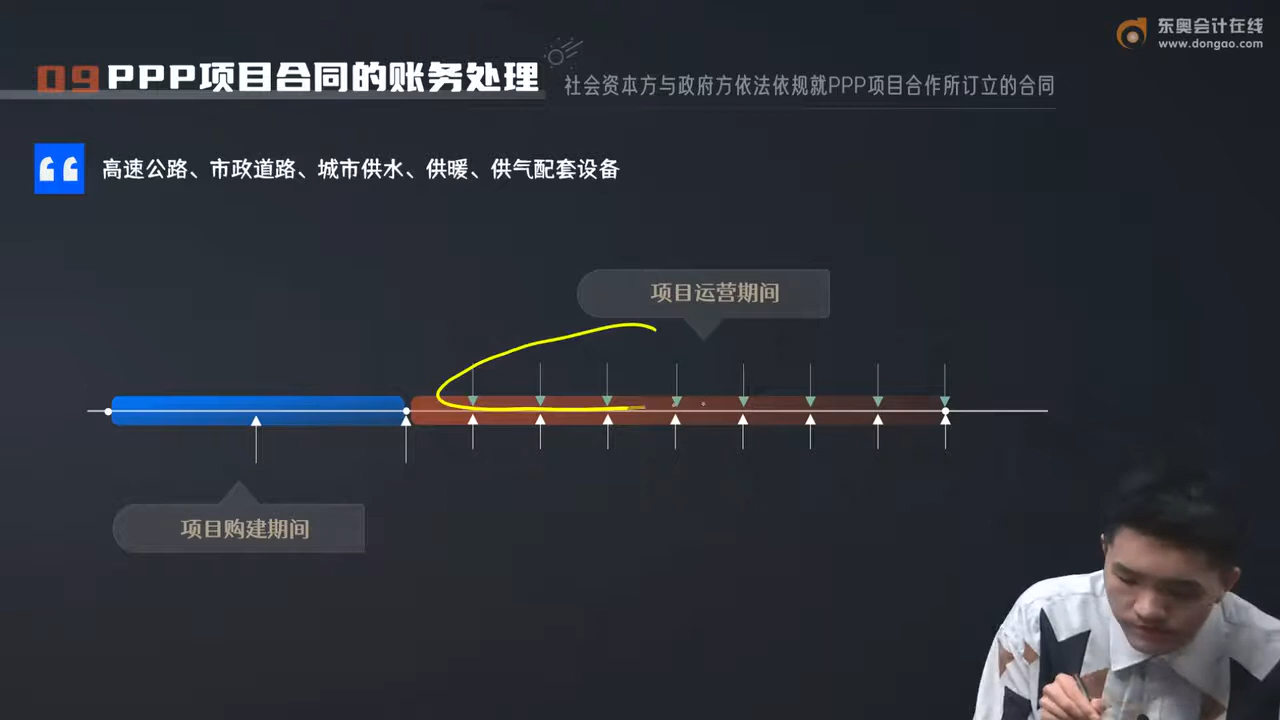 东奥会计在线
www.dongao.com
09 PPP项目合同的账务处理
社会资本方与政府方依法依规就PPP项目合作所订立的合同
高速公路、市政道路、城市供水、供暖、供气配套设备
项目运营期间
项目购建期间